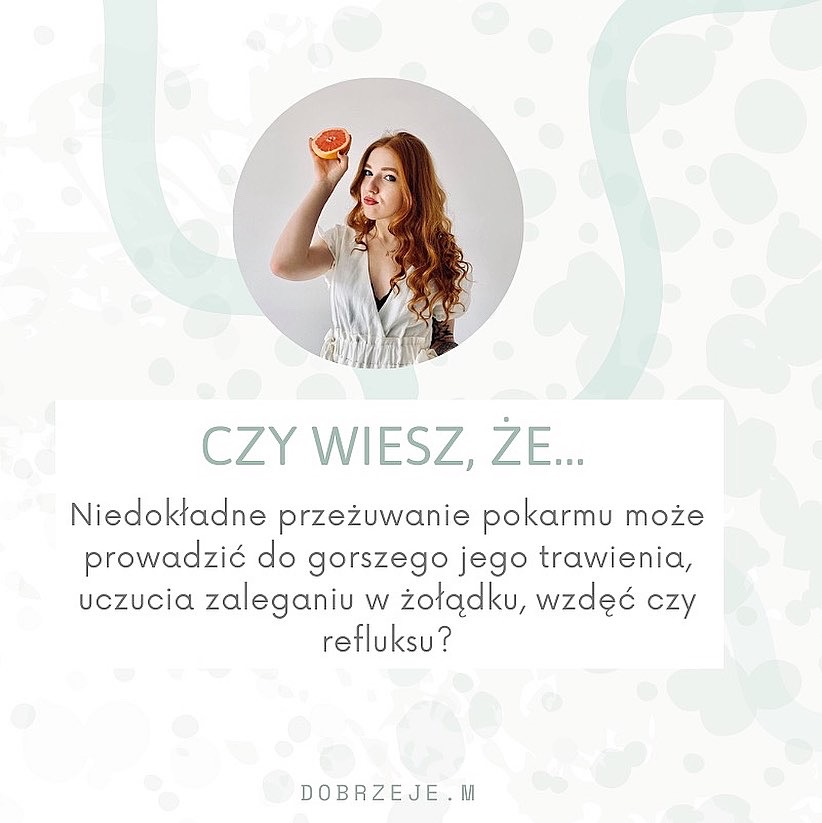 CZY WIESZ, ŻE...
Niedokładne przeżuwanie pokarmu może
prowadzić do gorszego jego trawienia,
uczucia zaleganiu w żołądku, wzdęć czy
refluksu?
DOBRZEJE.M